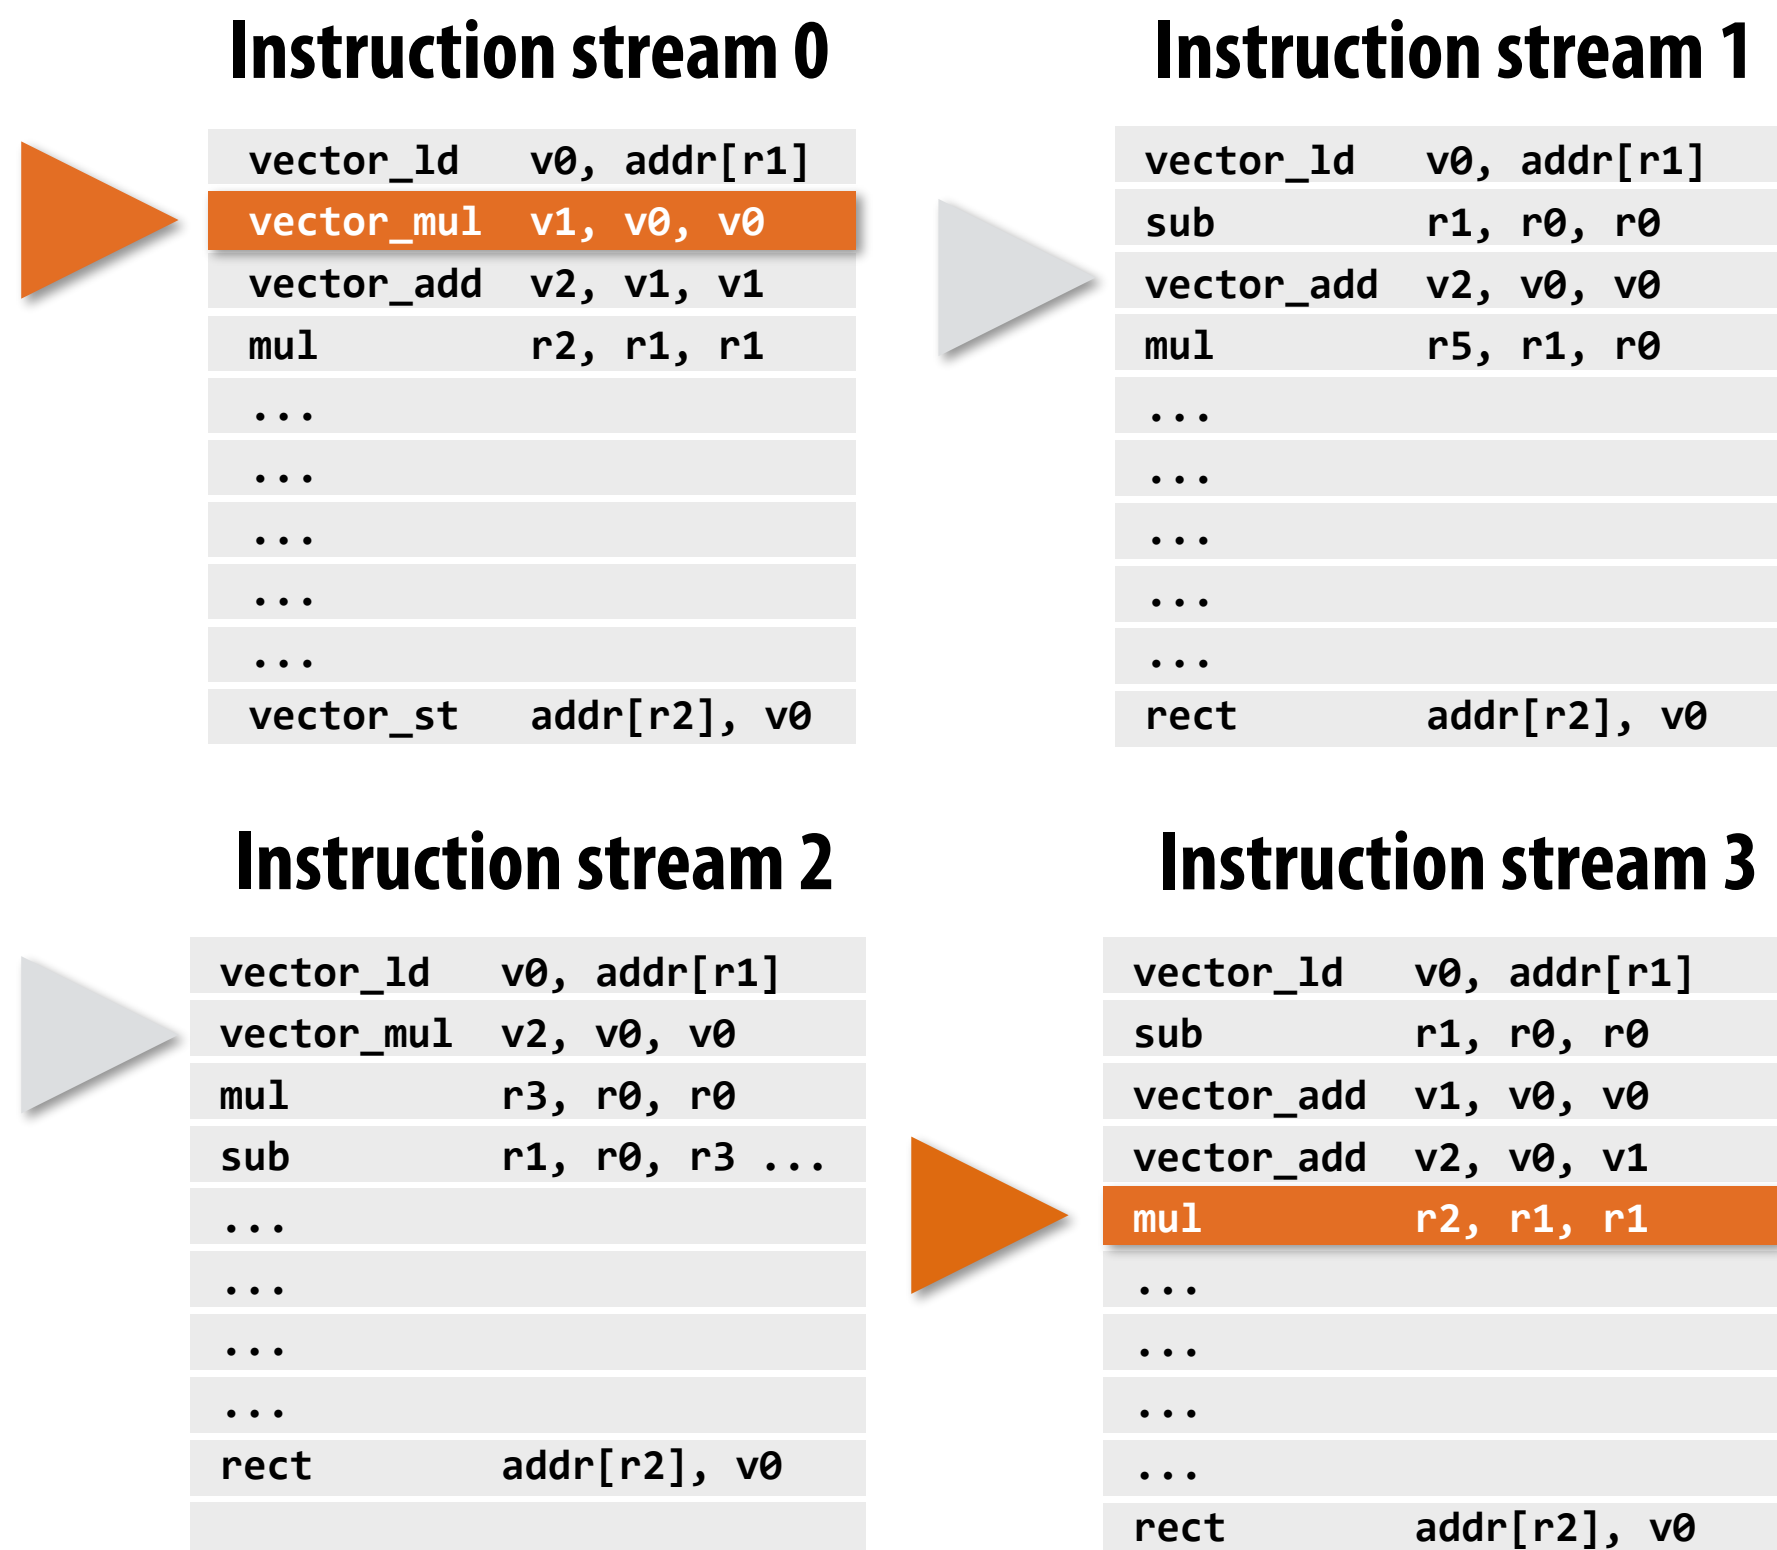 Instruction stream 0
vector_ld v0, addr[r1]
vector_mul v1, v0, v0
vector_add v2, v1, v1
mul r2, r1, r1
...
...
...
...
...
vector_st addr[r2], v0
Instruction stream 1
vector_ld v0, addr[r1]
sub r1, r0, r0
vector_add v2, v0, v0
mul r5, r1, r0
...
...
...
...
...
rect addr[r2], v0
Instruction stream 2
vector_ld v0, addr[r1]
vector_mul v2, v0, v0
mul r3, r0, r0
sub r1, r0, r3 ...
...
...
...
...
rect addr[r2], v0
Instruction stream 3
vector_ld v0, addr[r1]
sub r1, r0, r0
vector_add v1, v0, v0
vector_add v2, v0, v1
mul r2, r1, r1
...
...
...
...
rect addr[r2], v0